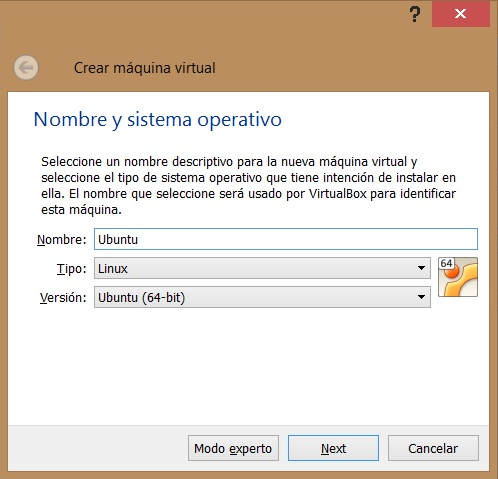 ?
Crear máquina virtual
Nombre y sistema operativo
Seleccione un nombre descriptivo para la nueva máquina virtual y
seleccione el tipo de sistema operativo que tiene intención de instalar en
ella. El nombre que seleccione será usado por VirtualBox para identificar
esta máquina.
Nombre: Ubuntu
Tipo: Linux
64
Versión: Ubuntu (64-bit)
Modo experto Next Cancelar